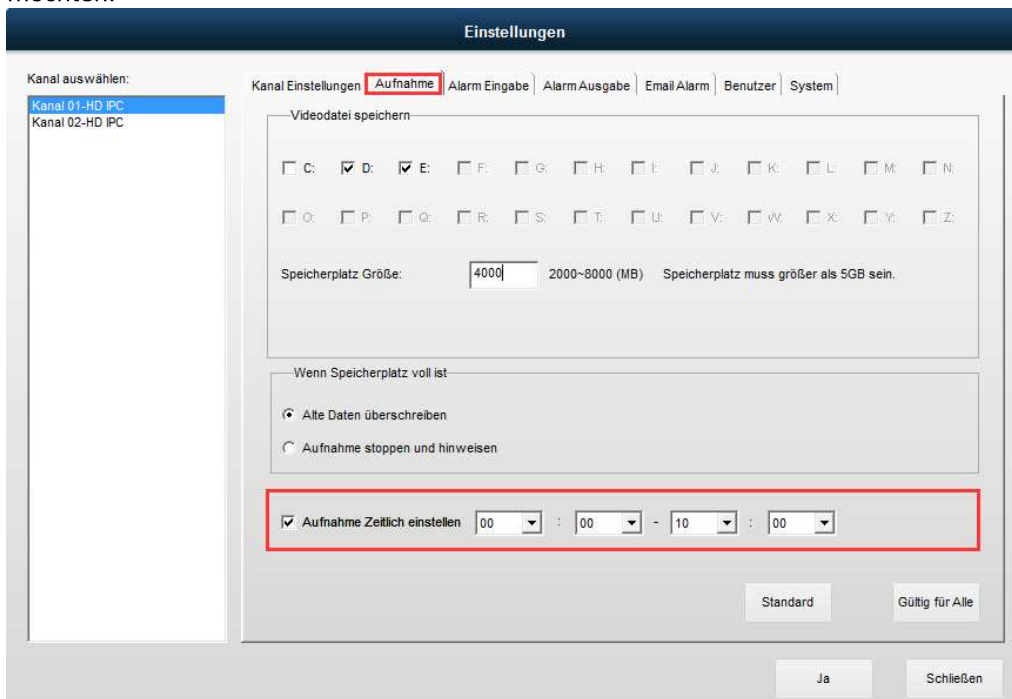 möchten.
Einstellungen
Kanal auswählen:
Kanal 01-HD IPC
Kanal 02-HD IPC
Kanal Einstellungen Aufnahme Alarm Eingabe Alarm Ausgabe Email Alarm Benutzer System
Videodatei speichern
C: D: E: F: G: H: I: J: K: L: M: N:
O: P: Q: R: S: T: U: V: W: X: Y: Z:
Speicherplatz Größe: 4000 2000~8000 (MB) Speicherplatz muss größer als 5GB sein.
Wenn Speicherplatz voll ist
Alte Daten überschreiben
Aufnahme stoppen und hinweisen
Aufnahme Zeitlich einstellen 00 : 00 - 10 : 00
Standard Gültig für Alle
Ja Schließen